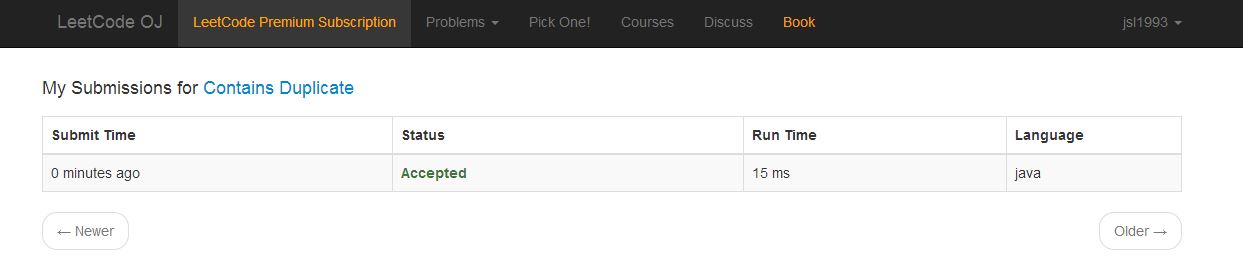 LeetCode OJ LeetCode Premium Subscription Problems Pick One! Courses Discuss Book jsl1993
My Submissions for Contains Duplicate
Submit Time Status Run Time Language
0 minutes ago Accepted 15 ms java
← Newer Older →